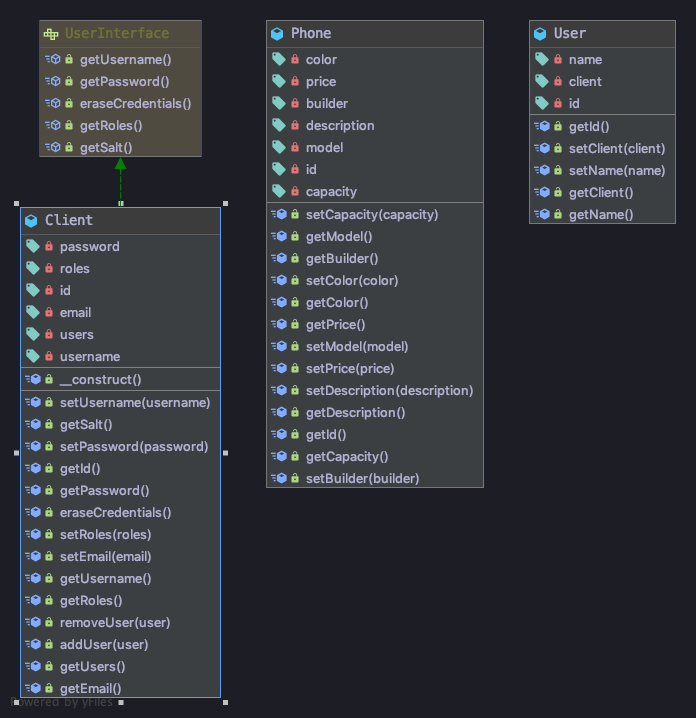 UserInterface
getUsername()
getPassword()
eraseCredentials()
getRoles()
getSalt()
Client
password
roles
id
email
users
username
__construct()
setUsername(username)
getSalt()
setPassword(password)
getId()
getPassword()
eraseCredentials()
setRoles(roles)
setEmail(email)
getUsername()
getRoles()
removeUser(user)
addUser(user)
getUsers()
getEmail()
Powered by yFiles
Phone
color
price
builder
description
model
id
capacity
setCapacity(capacity)
getModel()
getBuilder()
setColor(color)
getColor()
getPrice()
setModel(model)
setPrice(price)
setDescription(description)
getDescription()
getId()
getCapacity()
setBuilder(builder)
User
name
client
id
getId()
setClient(client)
setName(name)
getClient()
getName()